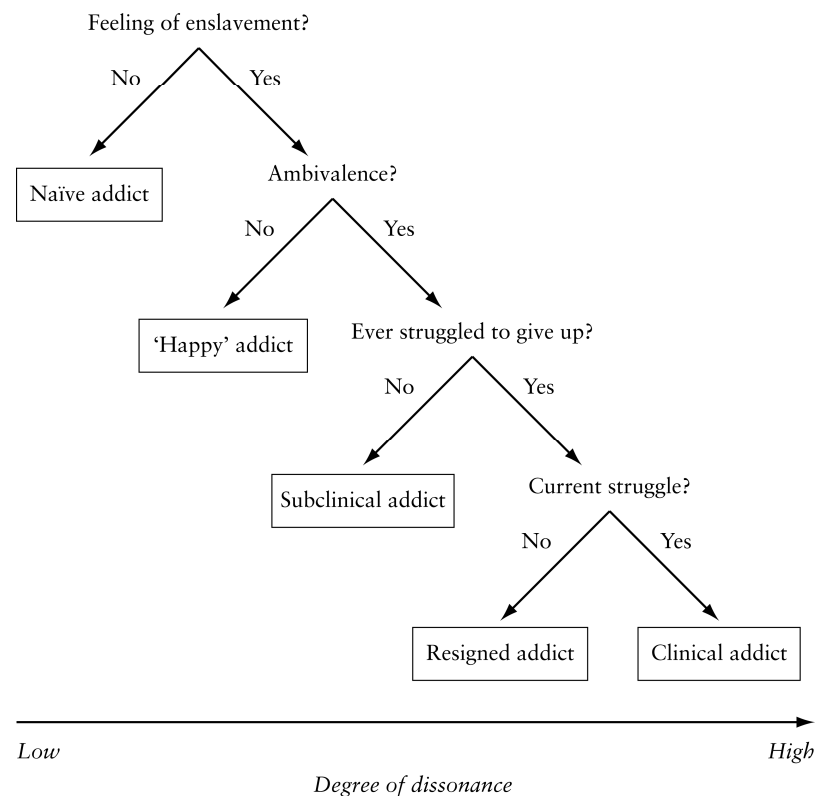 Feeling of enslavement?
No
Yes
Naïve addict
Ambivalence?
No
Yes
‘Happy’ addict
Ever struggled to give up?
No
Yes
Subclinical addict
Current struggle?
No
Yes
Resigned addict
Clinical addict
Low
High
Degree of dissonance